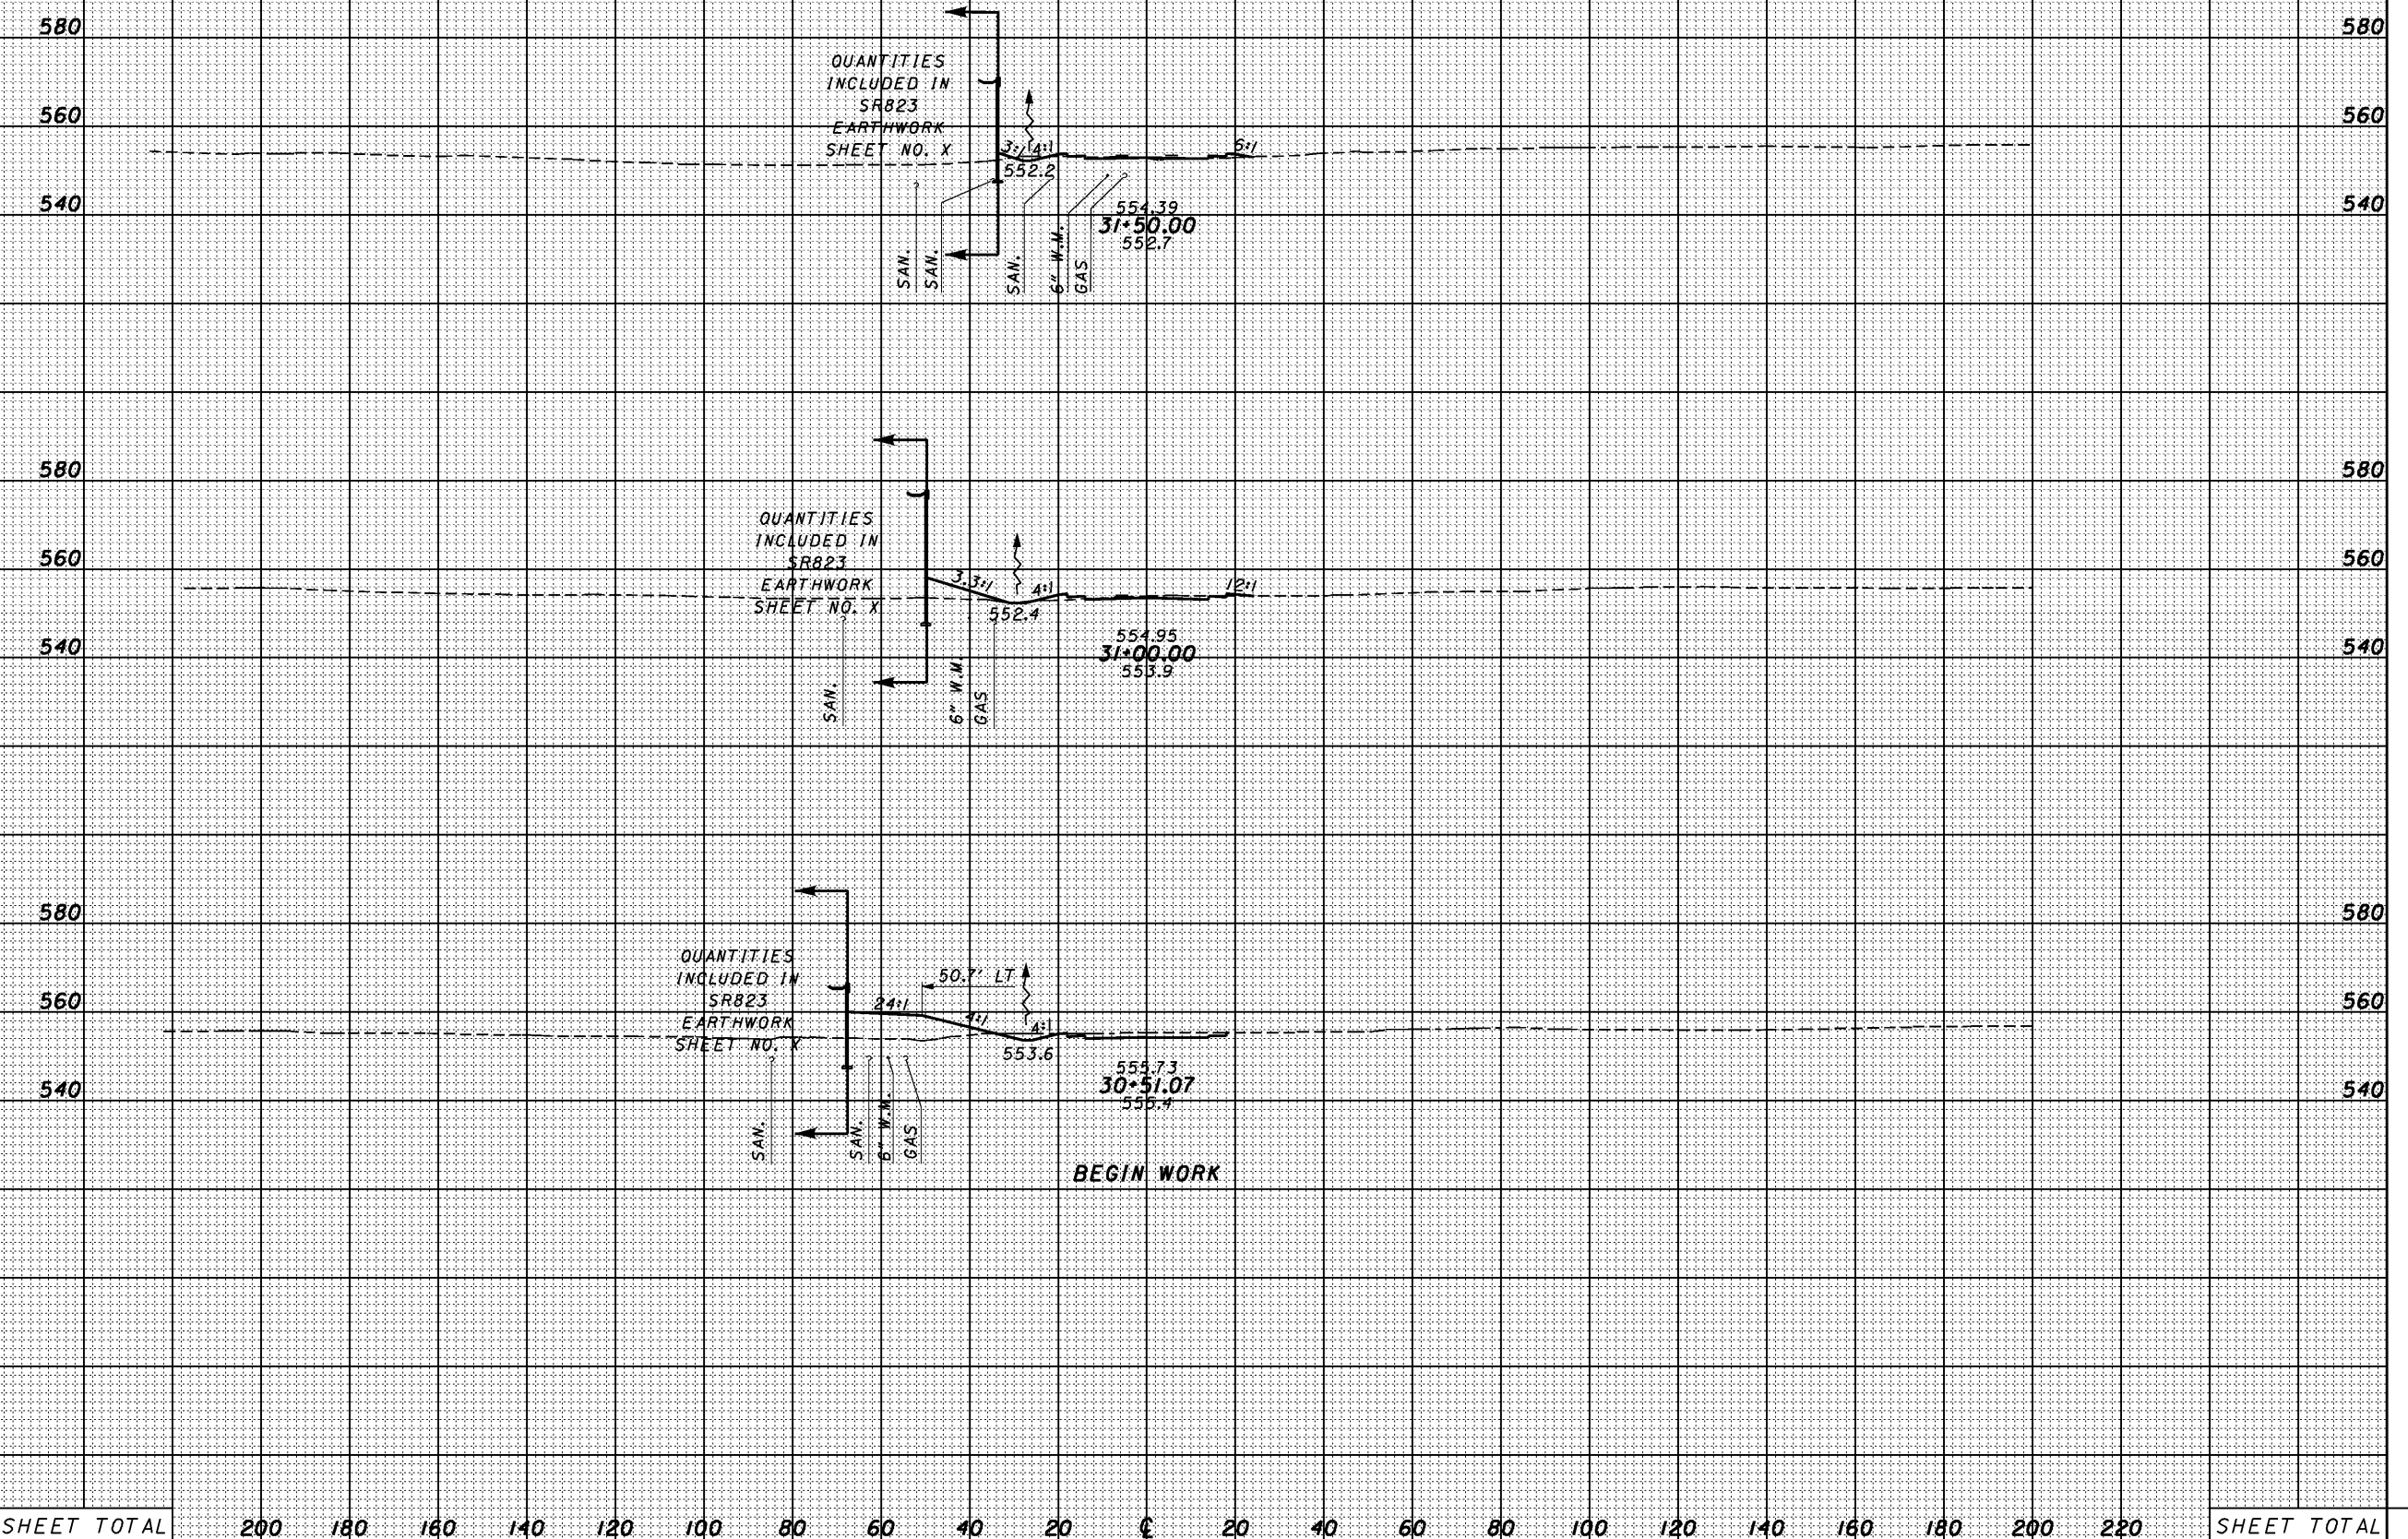 580 580
QUANTITIES
INCLUDED IN
SR823
EARTHWORK
SHEET NO. X
560 560
3:1 4:1 6:1
552.2
540 540
554.39
31+50.00
552.7
SAN. SAN. SAN. 6" W.M. GAS
580 580
QUANTITIES
INCLUDED IN
SR823
EARTHWORK
SHEET NO. X
560 560
3.3:1 4:1 12:1
552.4
540 540
554.95
31+00.00
553.9
SAN. 6" W.M. GAS
580 580
QUANTITIES
INCLUDED IN
SR823
EARTHWORK
SHEET NO. X
50.7' LT
560 560
24:1 4:1 4:1
553.6
540 540
555.73
30+51.07
555.4
SAN. SAN. 6" W.M. GAS
BEGIN WORK
SHEET TOTAL 200 180 160 140 120 100 80 60 40 20 ℄ 20 40 60 80 100 120 140 160 180 200 220 SHEET TOTAL